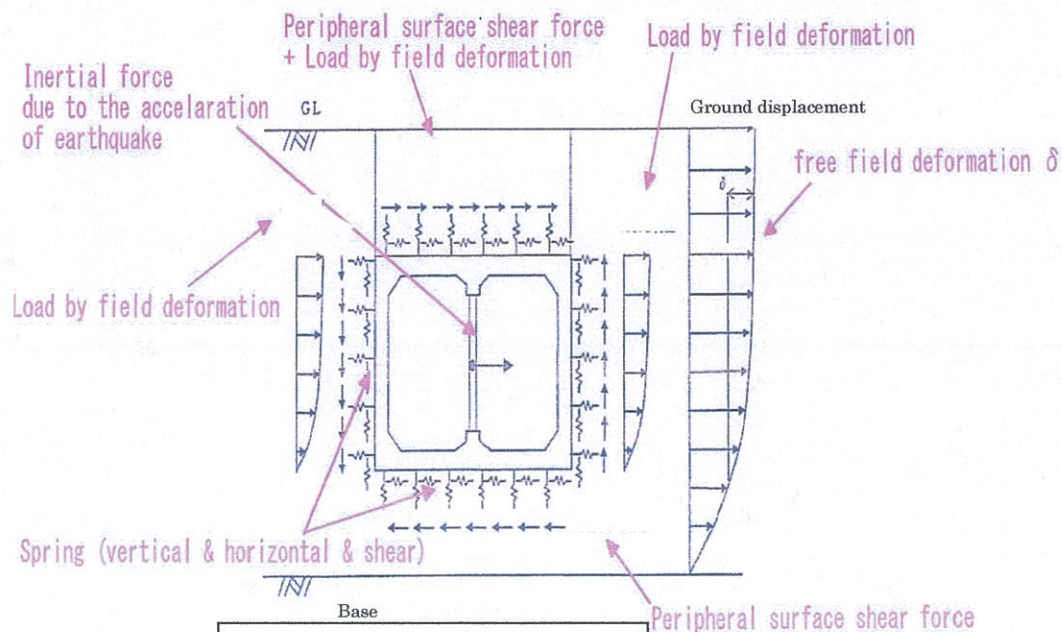 Peripheral surface shear force
+ Load by field deformation
Load by field deformation
Inertial force
due to the accelaration
of earthquake
GL
Ground displacement
free field deformation δ
δ
Load by field deformation
Spring (vertical & horizontal & shear)
Base
Peripheral surface shear force